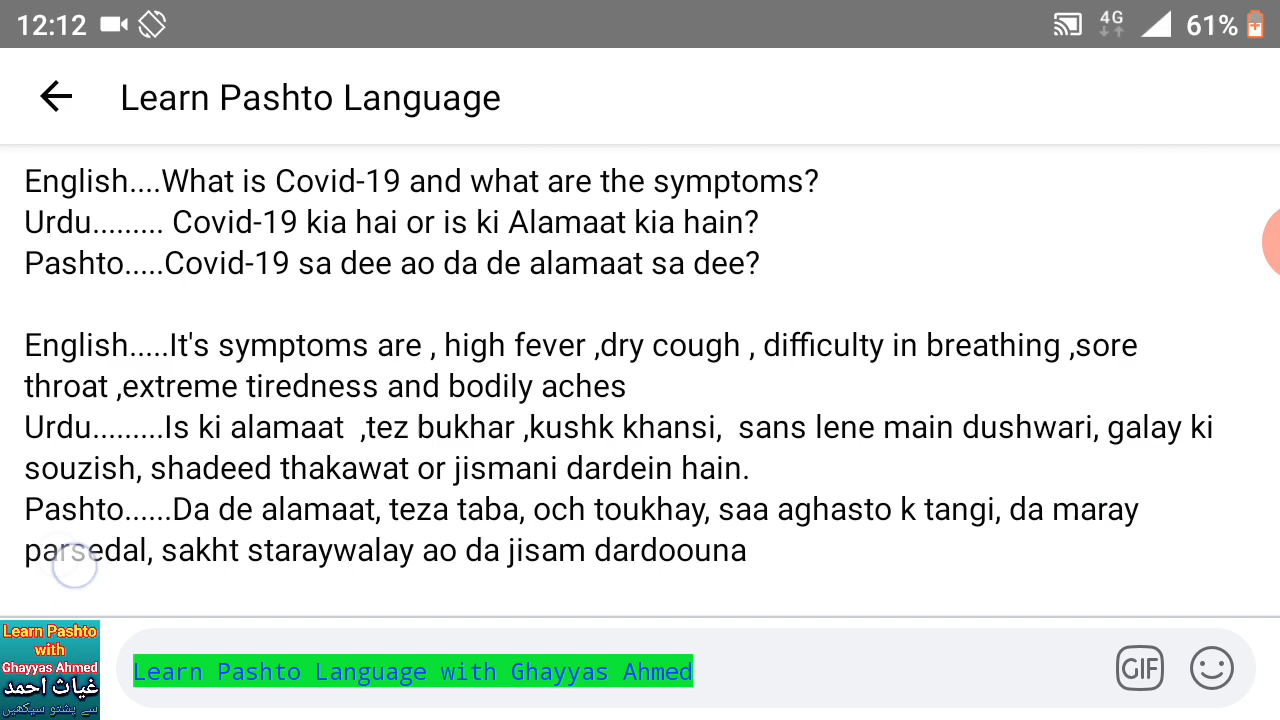 12:12 4G 61%
Learn Pashto Language
English....What is Covid-19 and what are the symptoms?
Urdu......... Covid-19 kia hai or is ki Alamaat kia hain?
Pashto.....Covid-19 sa dee ao da de alamaat sa dee?
English.....It's symptoms are , high fever ,dry cough , difficulty in breathing ,sore
throat ,extreme tiredness and bodily aches
Urdu.........Is ki alamaat  ,tez bukhar ,kushk khansi,  sans lene main dushwari, galay ki
souzish, shadeed thakawat or jismani dardein hain.
Pashto......Da de alamaat, teza taba, och toukhay, saa aghasto k tangi, da maray
parsedal, sakht staraywalay ao da jisam dardoouna
Learn Pashto
with
Ghayyas Ahmed
غیاث احمد
سے پشتو سیکھیں
Learn Pashto Language with Ghayyas Ahmed
GIF